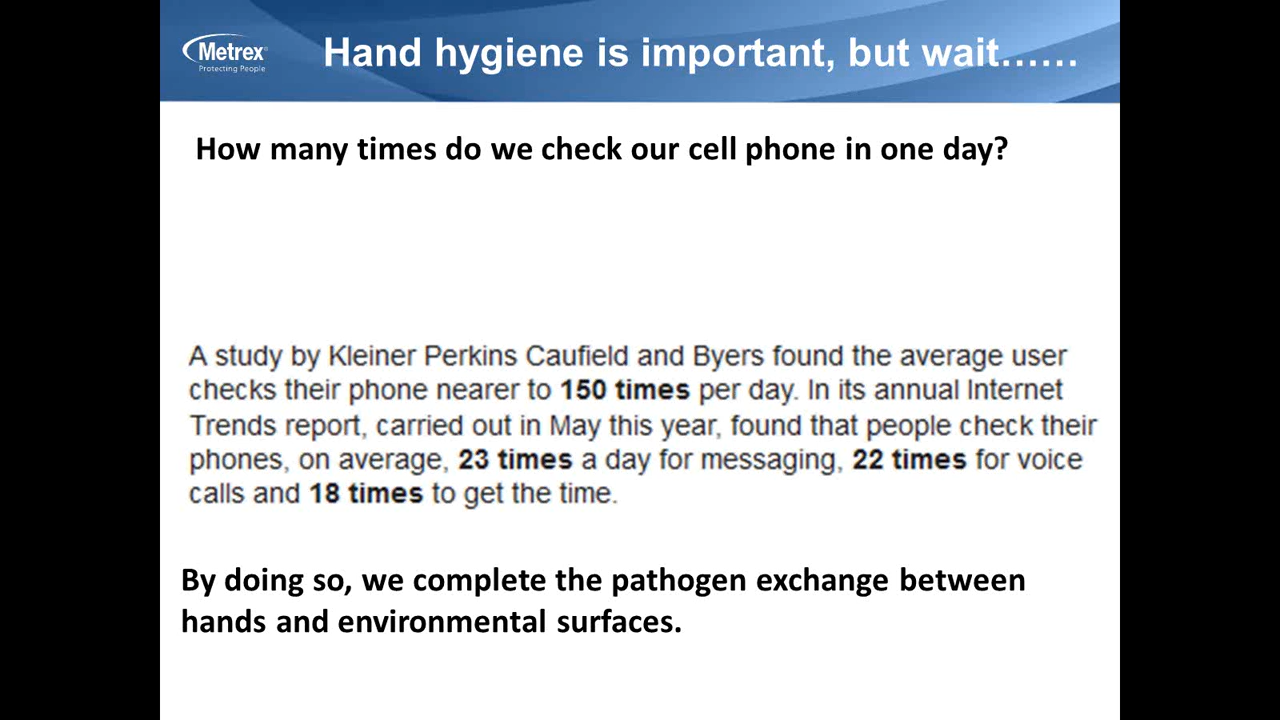 Metrex®
Protecting People
Hand hygiene is important, but wait......
How many times do we check our cell phone in one day?
A study by Kleiner Perkins Caufield and Byers found the average user
checks their phone nearer to 150 times per day. In its annual Internet
Trends report, carried out in May this year, found that people check their
phones, on average, 23 times a day for messaging, 22 times for voice
calls and 18 times to get the time.
By doing so, we complete the pathogen exchange between
hands and environmental surfaces.